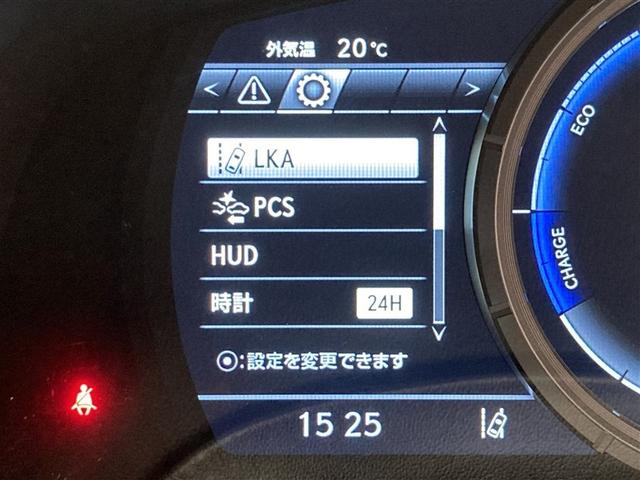 外気温 20℃
< >
LKA
PCS
HUD
時計 24H
:設定を変更できます
15 25
ECO
CHARGE